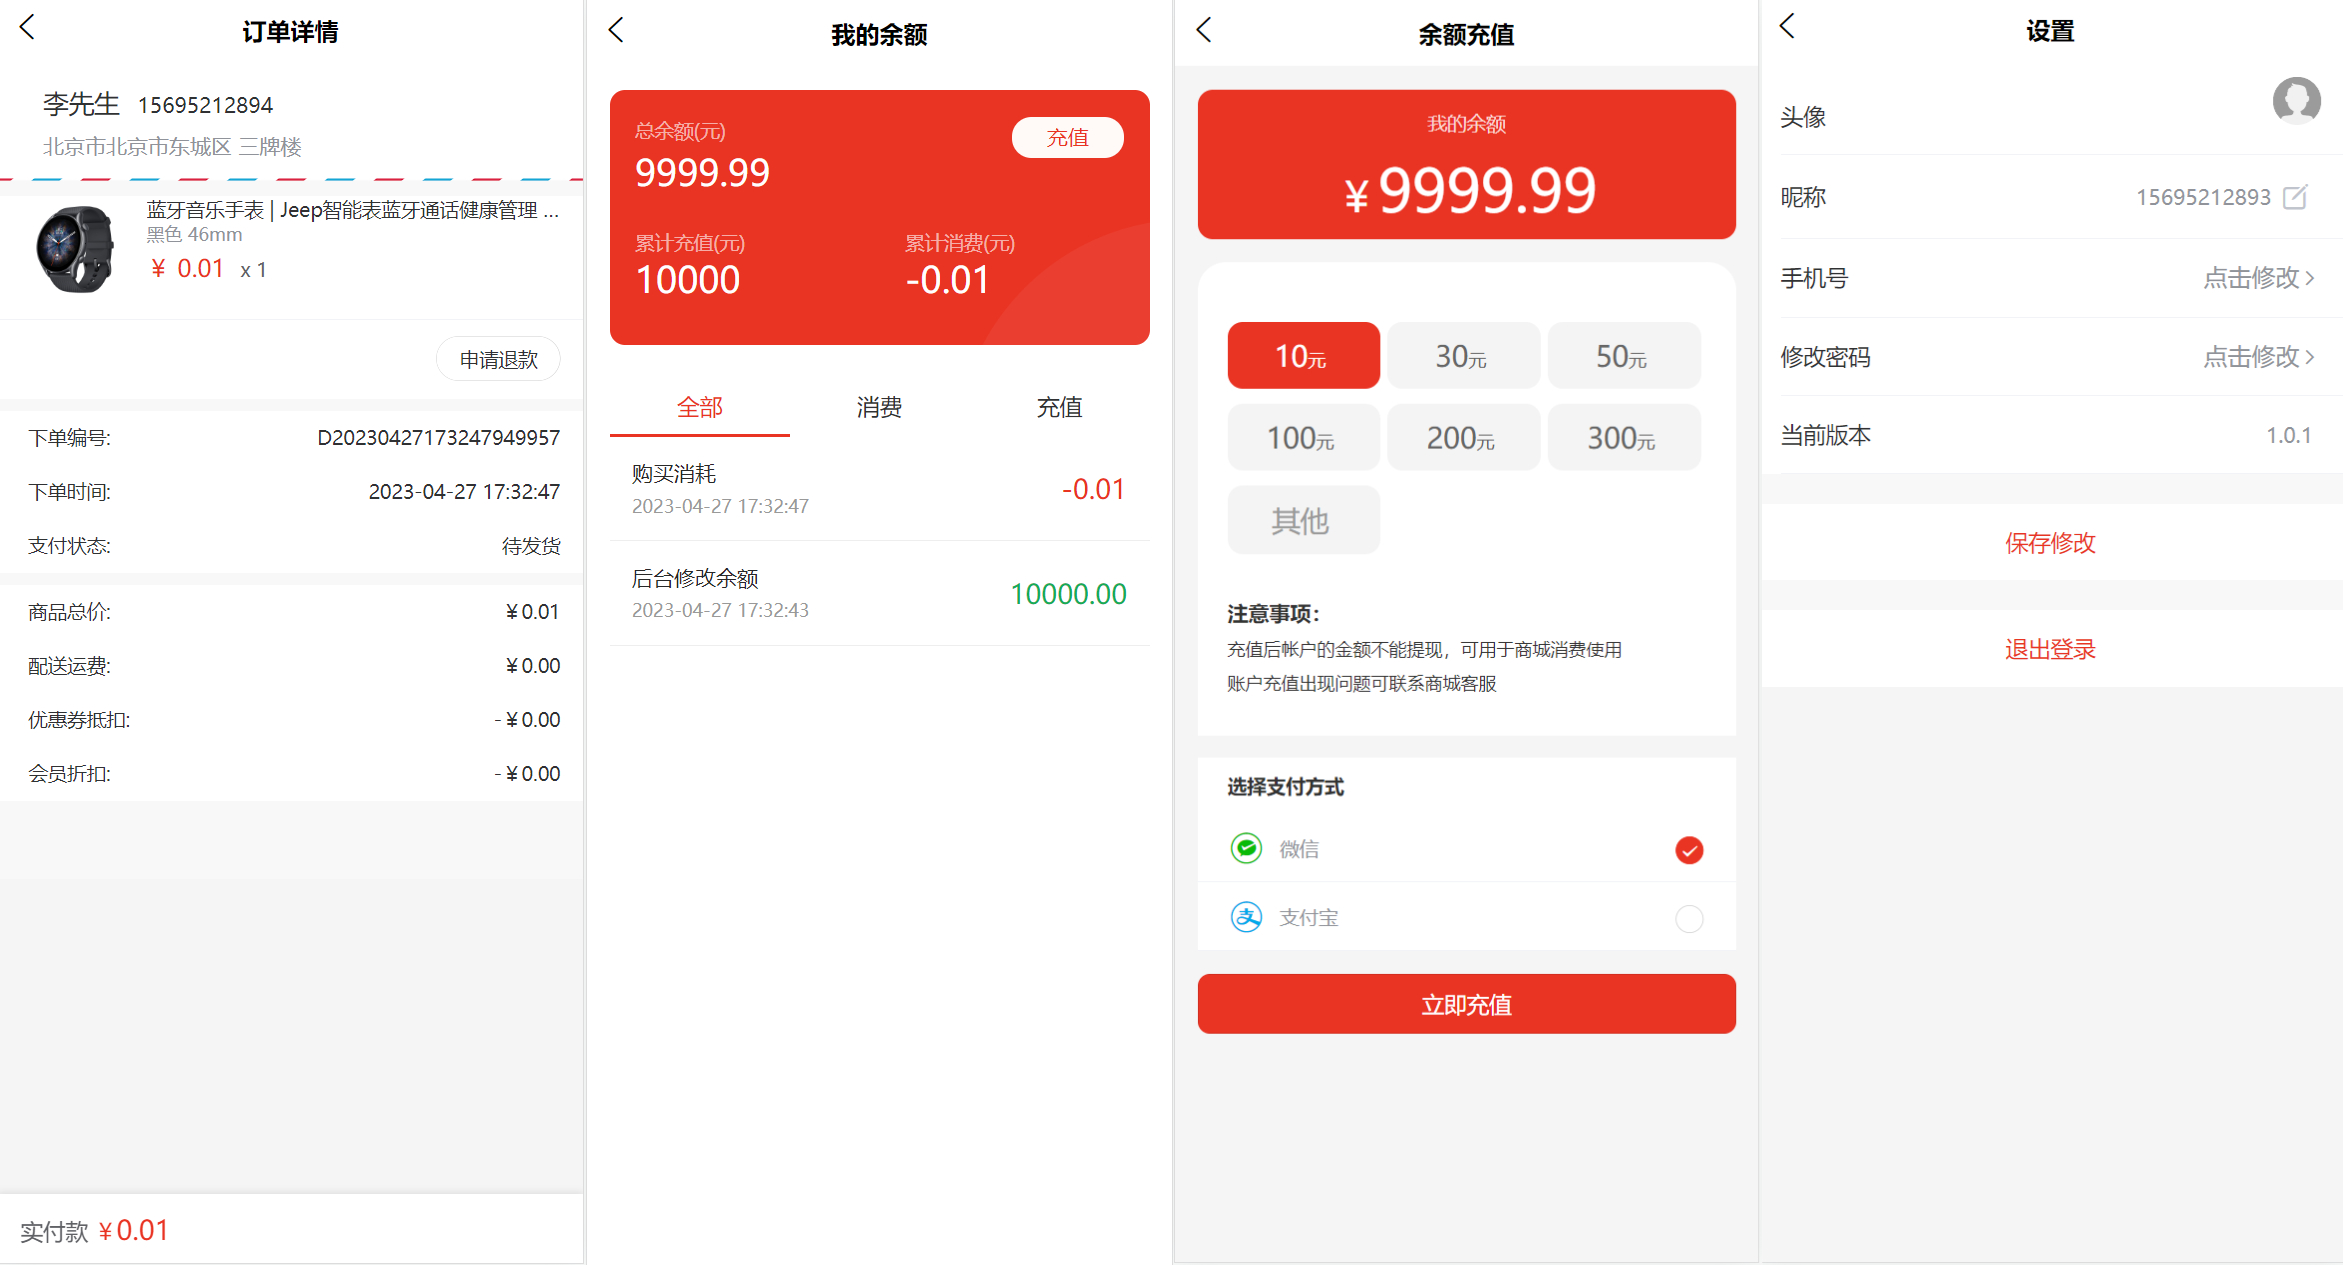 订单详情
李先生 15695212894
北京市北京市东城区 三牌楼
蓝牙音乐手表 | Jeep智能表蓝牙通话健康管理 ...
黑色 46mm
¥ 0.01 x 1
申请退款
下单编号: D20230427173247949957
下单时间: 2023-04-27 17:32:47
支付状态: 待发货
商品总价: ¥0.01
配送运费: ¥0.00
优惠券抵扣: -¥0.00
会员折扣: -¥0.00
实付款 ¥0.01
我的余额
总余额(元)
充值
9999.99
累计充值(元) 累计消费(元)
10000 -0.01
全部 消费 充值
购买消耗
2023-04-27 17:32:47
-0.01
后台修改余额
2023-04-27 17:32:43
10000.00
余额充值
我的余额
¥9999.99
10元 30元 50元
100元 200元 300元
其他
注意事项：
充值后帐户的金额不能提现，可用于商城消费使用
账户充值出现问题可联系商城客服
选择支付方式
微信
支付宝
立即充值
设置
头像
昵称 15695212893
手机号 点击修改
修改密码 点击修改
当前版本 1.0.1
保存修改
退出登录